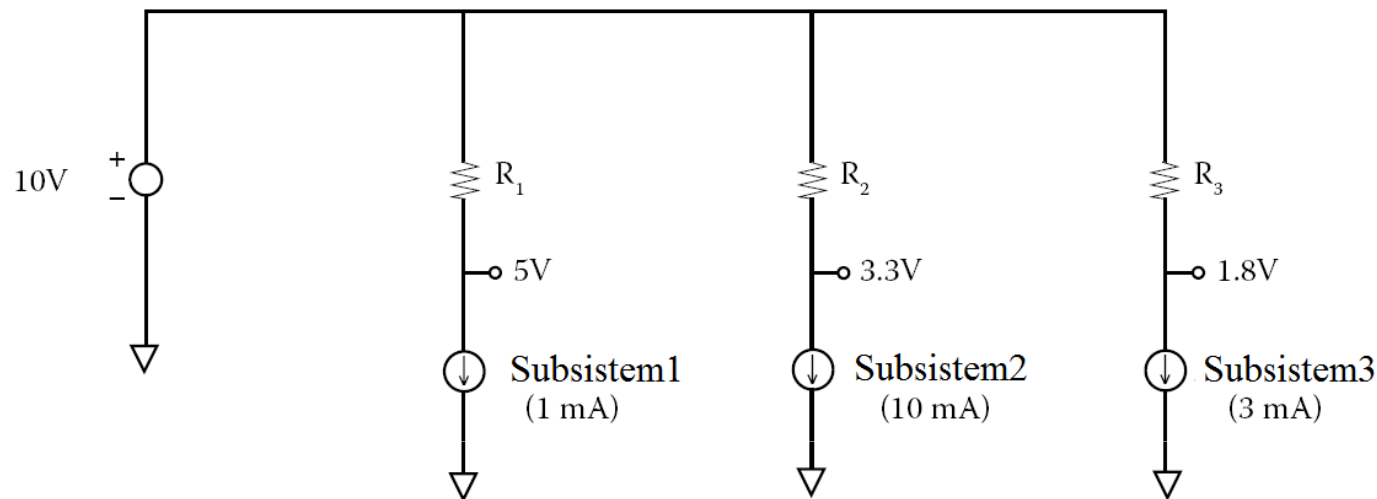 +
10V
−
R₁
R₂
R₃
5V
3.3V
1.8V
Subsistem1
(1 mA)
Subsistem2
(10 mA)
Subsistem3
(3 mA)